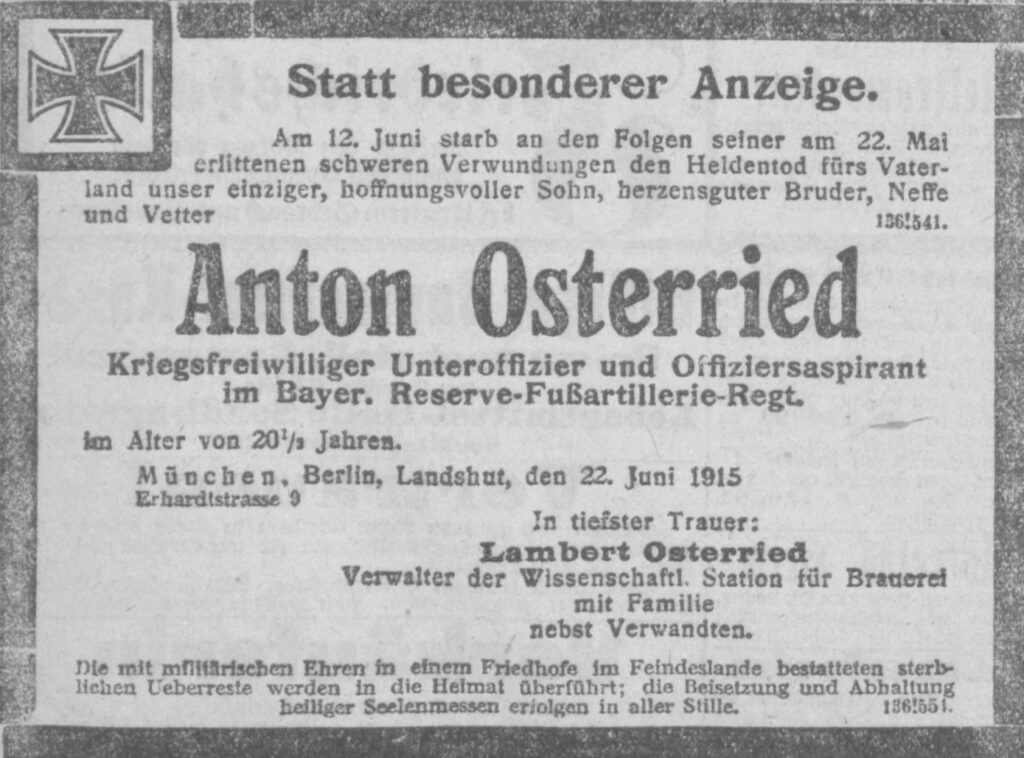 Statt besonderer Anzeige.
Am 12. Juni starb an den Folgen seiner am 22. Mai
erlittenen schweren Verwundungen den Heldentod fürs Vater-
land unser einziger, hoffnungsvoller Sohn, herzensguter Bruder, Neffe
und Vetter 136!541.
Anton Osterried
Kriegsfreiwilliger Unteroffizier und Offiziersaspirant
im Bayer. Reserve-Fußartillerie-Regt.
im Alter von 20 Jahren.
München, Berlin, Landshut, den 22. Juni 1915
Erhardtstrasse 9
In tiefster Trauer:
Lambert Osterried
Verwalter der Wissenschaftl. Station für Brauerei
mit Familie
nebst Verwandten.
Die mit militärischen Ehren in einem Friedhofe im Feindeslande bestatteten sterb-
lichen Ueberreste werden in die Heimat überführt; die Beisetzung und Abhaltung
heiliger Seelenmessen erfolgen in aller Stille. 136!551.